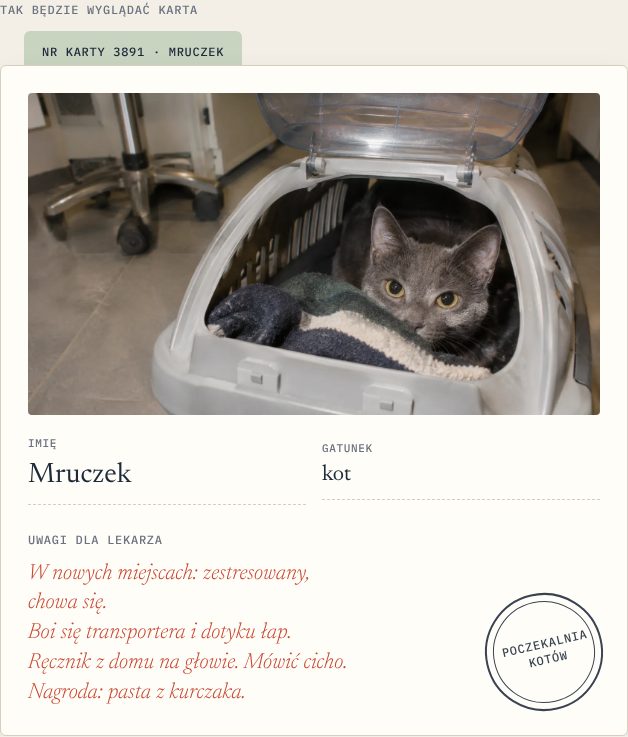 TAK BĘDZIE WYGLĄDAĆ KARTA
NR KARTY 3891 · MRUCZEK
IMIĘ
Mruczek
GATUNEK
kot
UWAGI DLA LEKARZA
W nowych miejscach: zestresowany,
chowa się.
Boi się transportera i dotyku łap.
Ręcznik z domu na głowie. Mówić cicho.
Nagroda: pasta z kurczaka.
POCZEKALNIA
KOTÓW